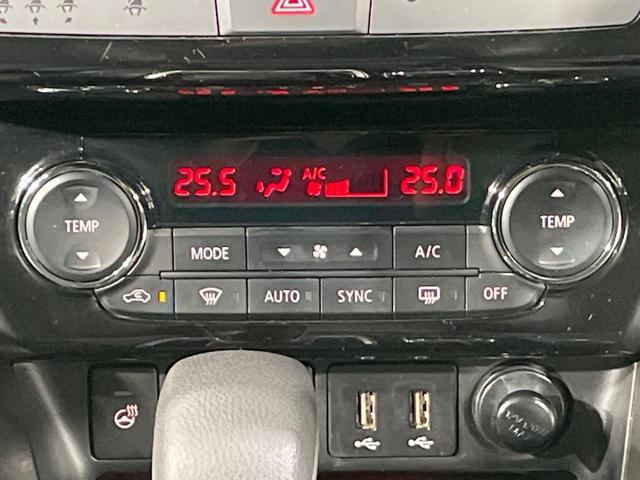 25.5 A/C 25.0
TEMP
TEMP
MODE
A/C
AUTO
SYNC
OFF